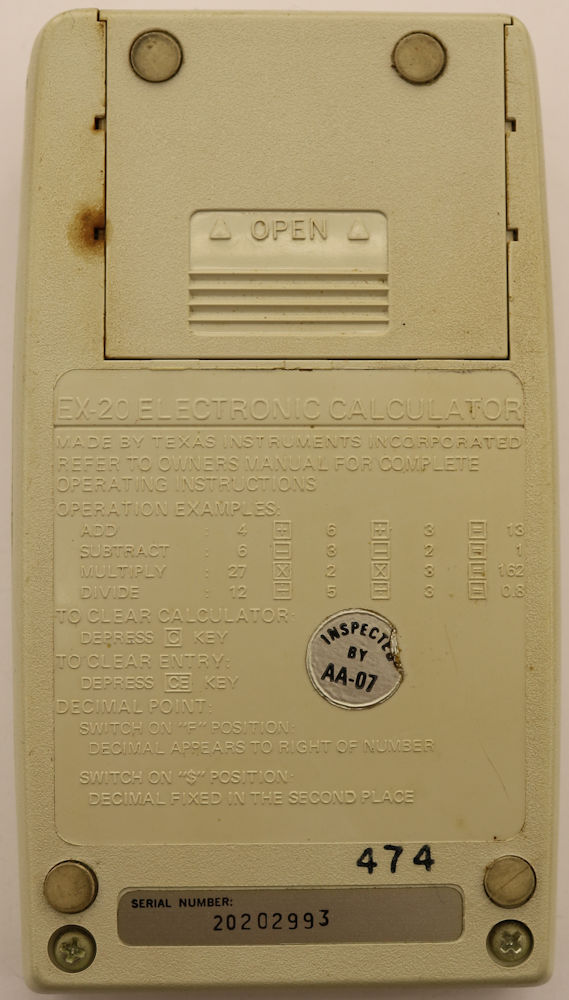 △ OPEN △
EX-20 ELECTRONIC CALCULATOR
MADE BY TEXAS INSTRUMENTS INCORPORATED
REFER TO OWNERS MANUAL FOR COMPLETE
OPERATING INSTRUCTIONS
OPERATION EXAMPLES:
ADD : 4 + 6 + 3 = 13
SUBTRACT : 6 − 3 − 2 = 1
MULTIPLY : 27 × 2 × 3 = 162
DIVIDE : 12 ÷ 5 ÷ 3 = 0.8
TO CLEAR CALCULATOR:
DEPRESS C KEY
TO CLEAR ENTRY:
DEPRESS CE KEY
INSPECTED
BY
AA-07
DECIMAL POINT:
SWITCH ON "F" POSITION:
DECIMAL APPEARS TO RIGHT OF NUMBER
SWITCH ON "$" POSITION:
DECIMAL FIXED IN THE SECOND PLACE
474
SERIAL NUMBER:
20202993